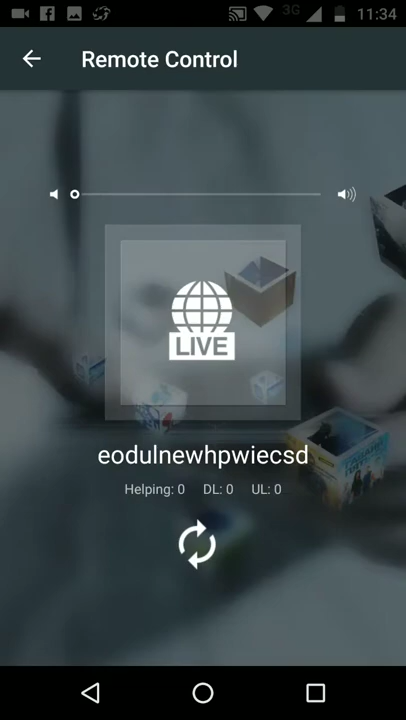 3G 11:34
Remote Control
LIVE
eodulnewhpwiecsd
Helping: 0 DL: 0 UL: 0